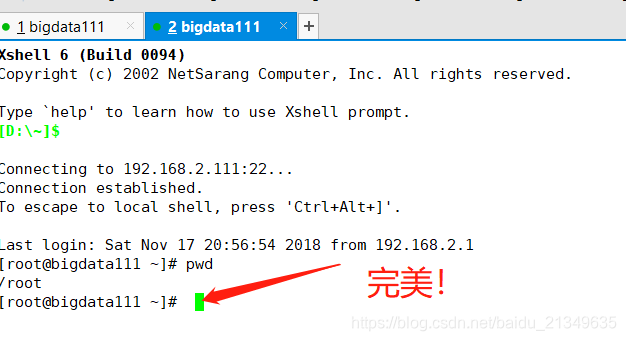 1 bigdata111
2 bigdata111
Xshell 6 (Build 0094)
Copyright (c) 2002 NetSarang Computer, Inc. All rights reserved.
Type `help' to learn how to use Xshell prompt.
[D:\~]$
Connecting to 192.168.2.111:22...
Connection established.
To escape to local shell, press 'Ctrl+Alt+]'.
Last login: Sat Nov 17 20:56:54 2018 from 192.168.2.1
[root@bigdata111 ~]# pwd
/root
[root@bigdata111 ~]#
完美!
https://blog.csdn.net/baidu_21349635